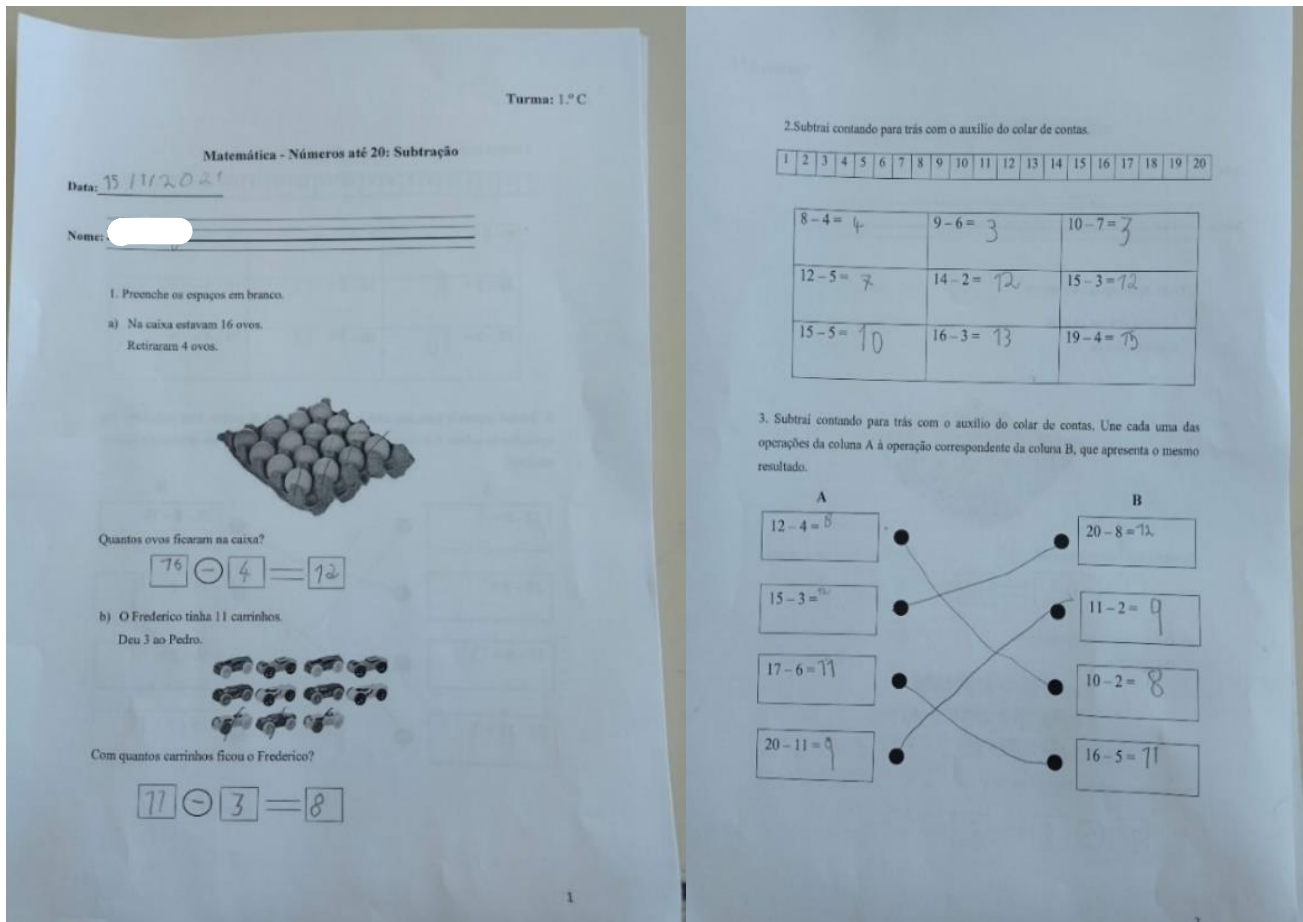 Turma: 1.º C
Matemática - Números até 20: Subtração
Data: 15/1/2021
Nome:
1. Preenche os espaços em branco.
a) Na caixa estavam 16 ovos.
Retiraram 4 ovos.
Quantos ovos ficaram na caixa?
16 - 4 = 12
b) O Frederico tinha 11 carrinhos.
Deu 3 ao Pedro.
Com quantos carrinhos ficou o Frederico?
11 - 3 = 8
1
2.Subtrai contando para trás com o auxílio do colar de contas.
1 2 3 4 5 6 7 8 9 10 11 12 13 14 15 16 17 18 19 20
8 – 4 = 4 9 – 6 = 3 10 – 7 = 3
12 – 5 = 7 14 – 2 = 12 15 – 3 = 12
15 – 5 = 10 16 – 3 = 13 19 – 4 = 15
3. Subtrai contando para trás com o auxílio do colar de contas. Une cada uma das
operações da coluna A à operação correspondente da coluna B, que apresenta o mesmo
resultado.
A B
12 – 4 = 8 20 – 8 = 12
15 – 3 = 12 11 – 2 = 9
17 – 6 = 11 10 – 2 = 8
20 – 11 = 9 16 – 5 = 11